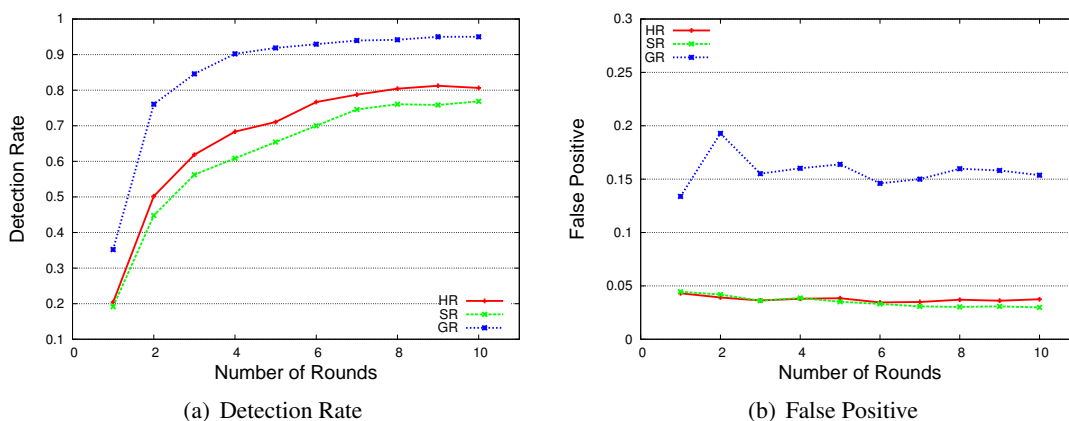 1
0.9
0.8
0.7
0.6
0.5
0.4
0.3
0.2
0.1
Detection Rate
HR
SR
GR
0 2 4 6 8 10
Number of Rounds
(a) Detection Rate
0.3
0.25
0.2
0.15
0.1
0.05
0
False Positive
HR
SR
GR
0 2 4 6 8 10
Number of Rounds
(b) False Positive